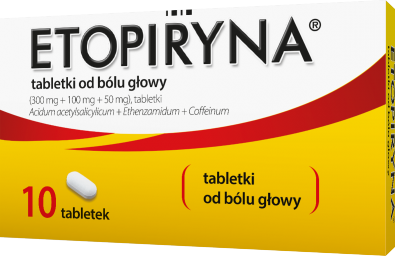 ETOPIRYNA®
tabletki od bólu głowy
(300 mg + 100 mg + 50 mg), tabletki
Acidum acetylsalicylicum + Ethenzamidum + Coffeinum
10 tabletek
tabletki
od bólu głowy
ETOPIRYNA®